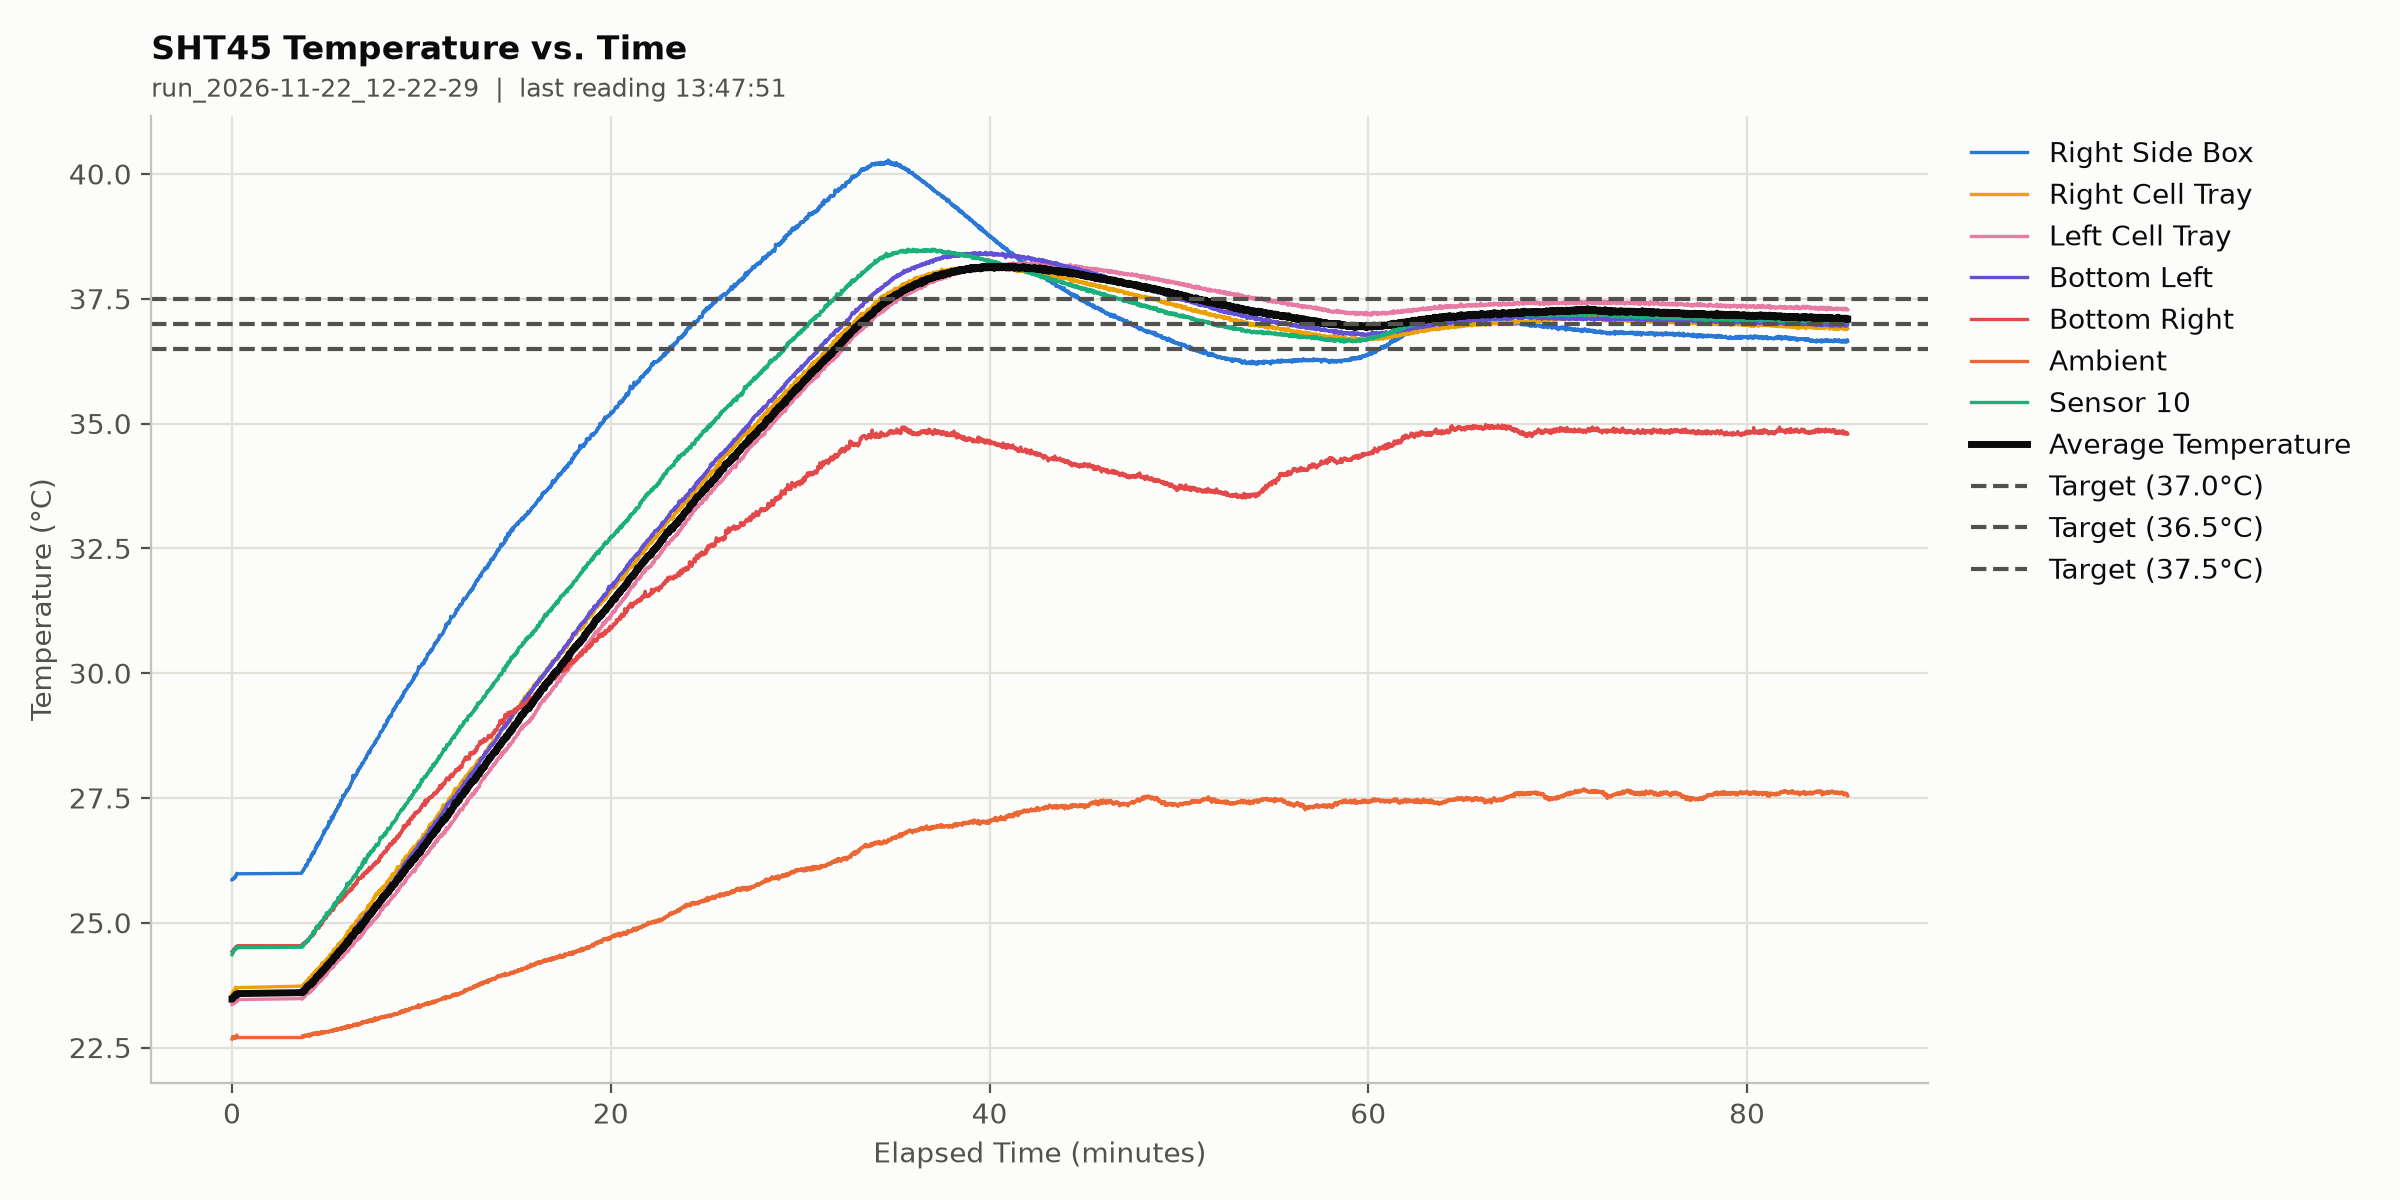 SHT45 Temperature vs. Time
run_2026-11-22_12-22-29 | last reading 13:47:51
Temperature (°C)
40.0
37.5
35.0
32.5
30.0
27.5
25.0
22.5
0
20
40
60
80
Elapsed Time (minutes)
Right Side Box
Right Cell Tray
Left Cell Tray
Bottom Left
Bottom Right
Ambient
Sensor 10
Average Temperature
Target (37.0°C)
Target (36.5°C)
Target (37.5°C)